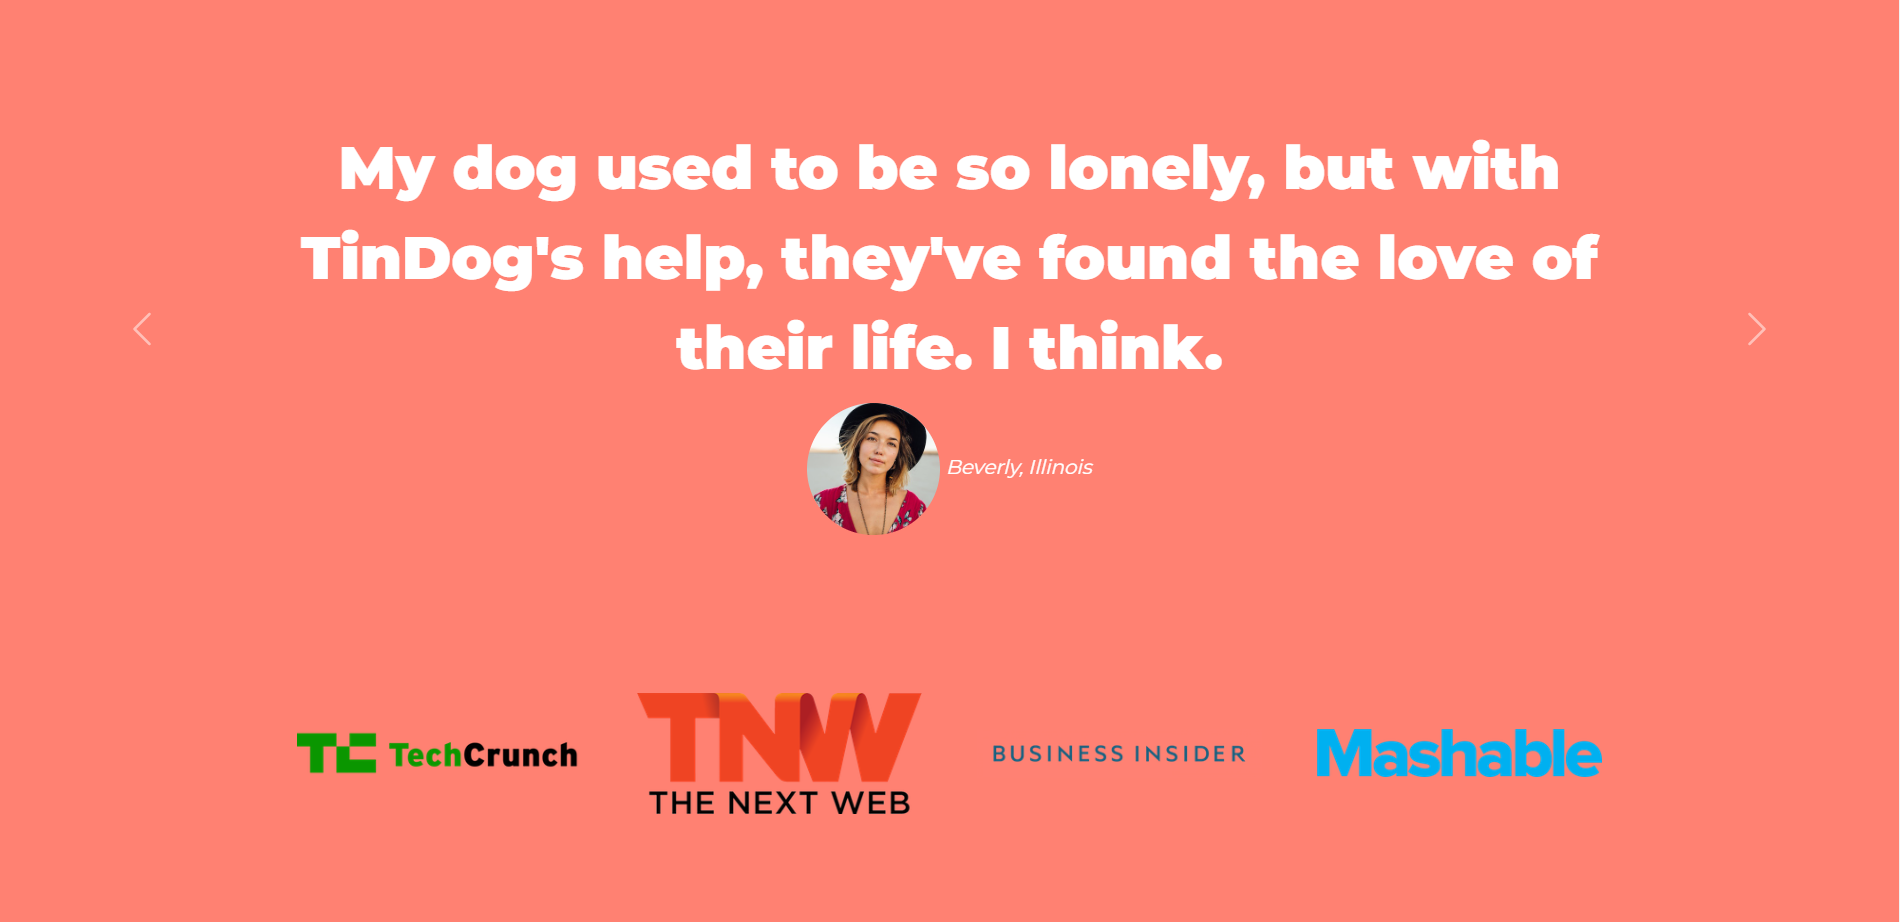 My dog used to be so lonely, but with
TinDog's help, they've found the love of
their life. I think.
Beverly, Illinois
TC TechCrunch
TNW
THE NEXT WEB
BUSINESS INSIDER
Mashable